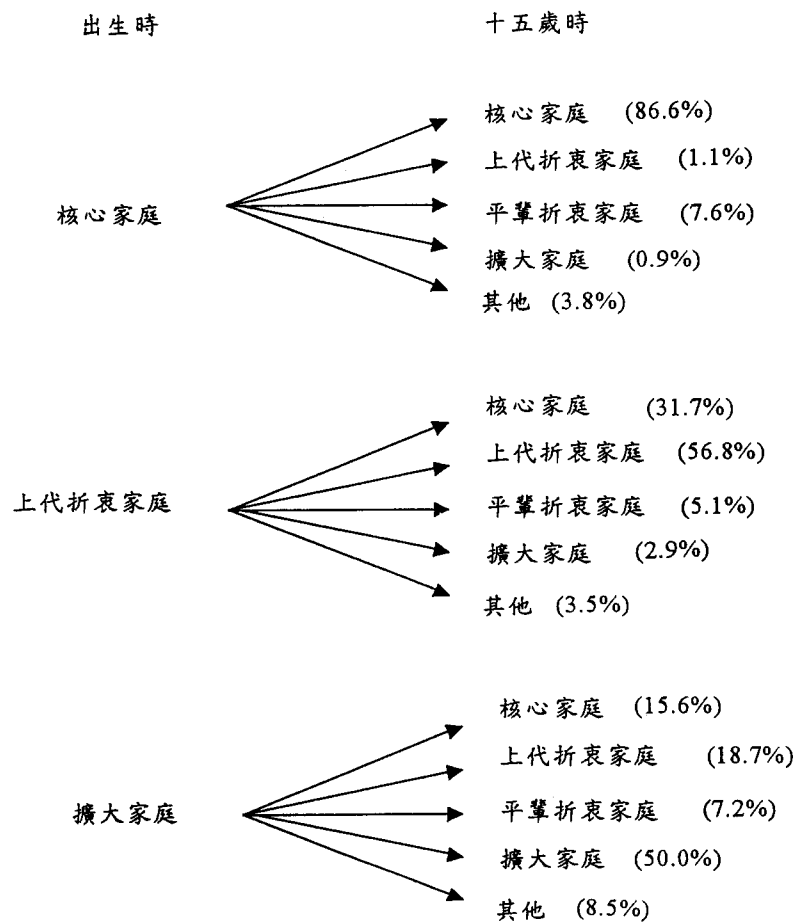 出生時 十五歲時
核心家庭 (86.6%)
上代折衷家庭 (1.1%)
核心家庭 平輩折衷家庭 (7.6%)
擴大家庭 (0.9%)
其他 (3.8%)
核心家庭 (31.7%)
上代折衷家庭 (56.8%)
上代折衷家庭 平輩折衷家庭 (5.1%)
擴大家庭 (2.9%)
其他 (3.5%)
核心家庭 (15.6%)
上代折衷家庭 (18.7%)
擴大家庭 平輩折衷家庭 (7.2%)
擴大家庭 (50.0%)
其他 (8.5%)